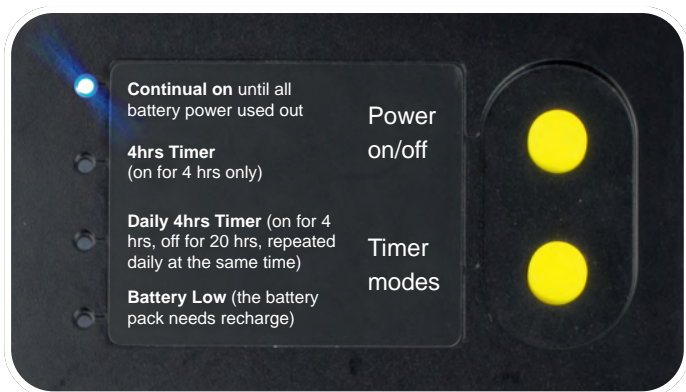 Continual on until all
battery power used out
4hrs Timer
(on for 4 hrs only)
Daily 4hrs Timer (on for 4
hrs, off for 20 hrs, repeated
daily at the same time)
Battery Low (the battery
pack needs recharge)
Power
on/off
Timer
modes